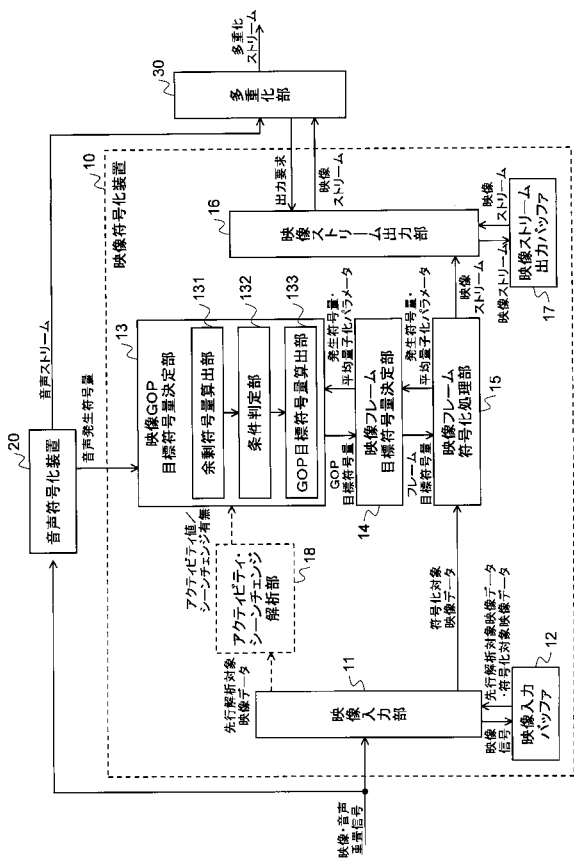 映像・音声
重畳信号
20
音声符号化装置
音声ストリーム
音声発生符号量
10
映像符号化装置
30
多重化部
多重化
ストリーム
出力要求
映像
ストリーム
13
映像GOP
目標符号量決定部
131
余剰符号量算出部
132
条件判定部
133
GOP目標符号量算出部
アクティビティ値/
シーンチェンジ有無
アクティビティ・
シーンチェンジ
解析部
18
先行解析対象
映像データ
GOP
目標符号量
発生符号量・
平均量子化パラメータ
映像フレーム
目標符号量決定部
14
フレーム
目標符号量
発生符号量・
平均量子化パラメータ
映像フレーム
符号化処理部
15
符号化対象
映像データ
11
映像入力部
映像
信号
先行解析対象映像データ
・符号化対象映像データ
12
映像入力
バッファ
16
映像ストリーム出力部
映像
ストリーム
映像ストリーム
映像
ストリーム
映像ストリーム
出力バッファ
17